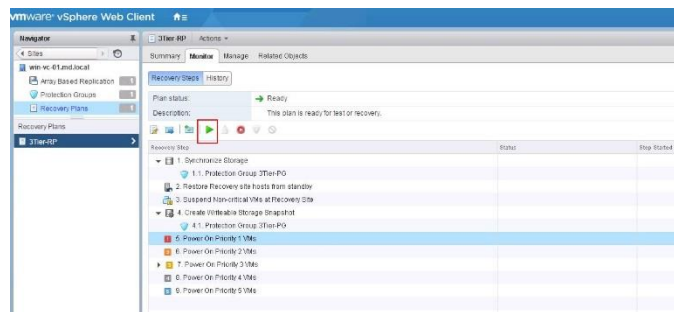 vmware® vSphere Web Client
Navigator
3Tier-RP Actions
Sites
Summary Monitor Manage Related Objects
win-vc-01.md.local
Array Based Replication 1
Protection Groups 1
Recovery Plans 1
Recovery Steps History
Plan status: Ready
Description: This plan is ready for test or recovery.
Recovery Plans
3Tier-RP
Recovery Step Status Step Started
1. Synchronize Storage
1.1. Protection Group 3Tier-PG
2. Restore Recovery site hosts from standby
3. Suspend Non-critical VMs at Recovery Site
4. Create Writeable Storage Snapshot
4.1. Protection Group 3Tier-PG
5. Power On Priority 1 VMs
6. Power On Priority 2 VMs
7. Power On Priority 3 VMs
8. Power On Priority 4 VMs
9. Power On Priority 5 VMs